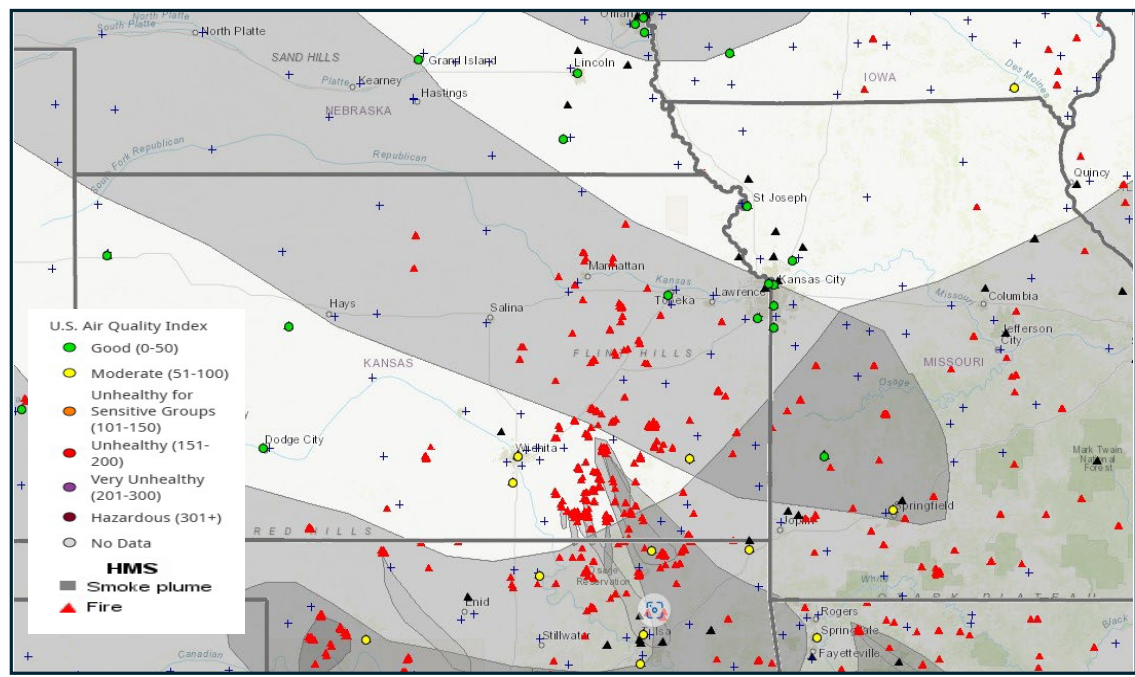 Omaha
North Platte
South Platte
North Platte
SAND HILLS
Grand Island
Lincoln
Des Moines
IOWA
Platte
Kearney
Hastings
NEBRASKA
South Fork Republican
Republican
Quincy
St Joseph
Manhattan
Kansas
Kansas City
Topeka
Lawrence
Missouri
Columbia
Hays
Salina
Jefferson
City
U.S. Air Quality Index
Good (0-50)
FLINT HILLS
KANSAS
MISSOURI
Moderate (51-100)
Osage
Unhealthy for
Sensitive Groups
(101-150)
Dodge City
Wichita
Unhealthy (151-
200)
Mark Twain
National
Forest
Very Unhealthy
(201-300)
Springfield
Hazardous (301+)
RED HILLS
Joplin
No Data
HMS
Smoke plume
Osage
Reservation
White
OZARK PLATEAU
Fire
Enid
Rogers
Stillwater
Tulsa
Springdale
Black
Canadian
Fayetteville